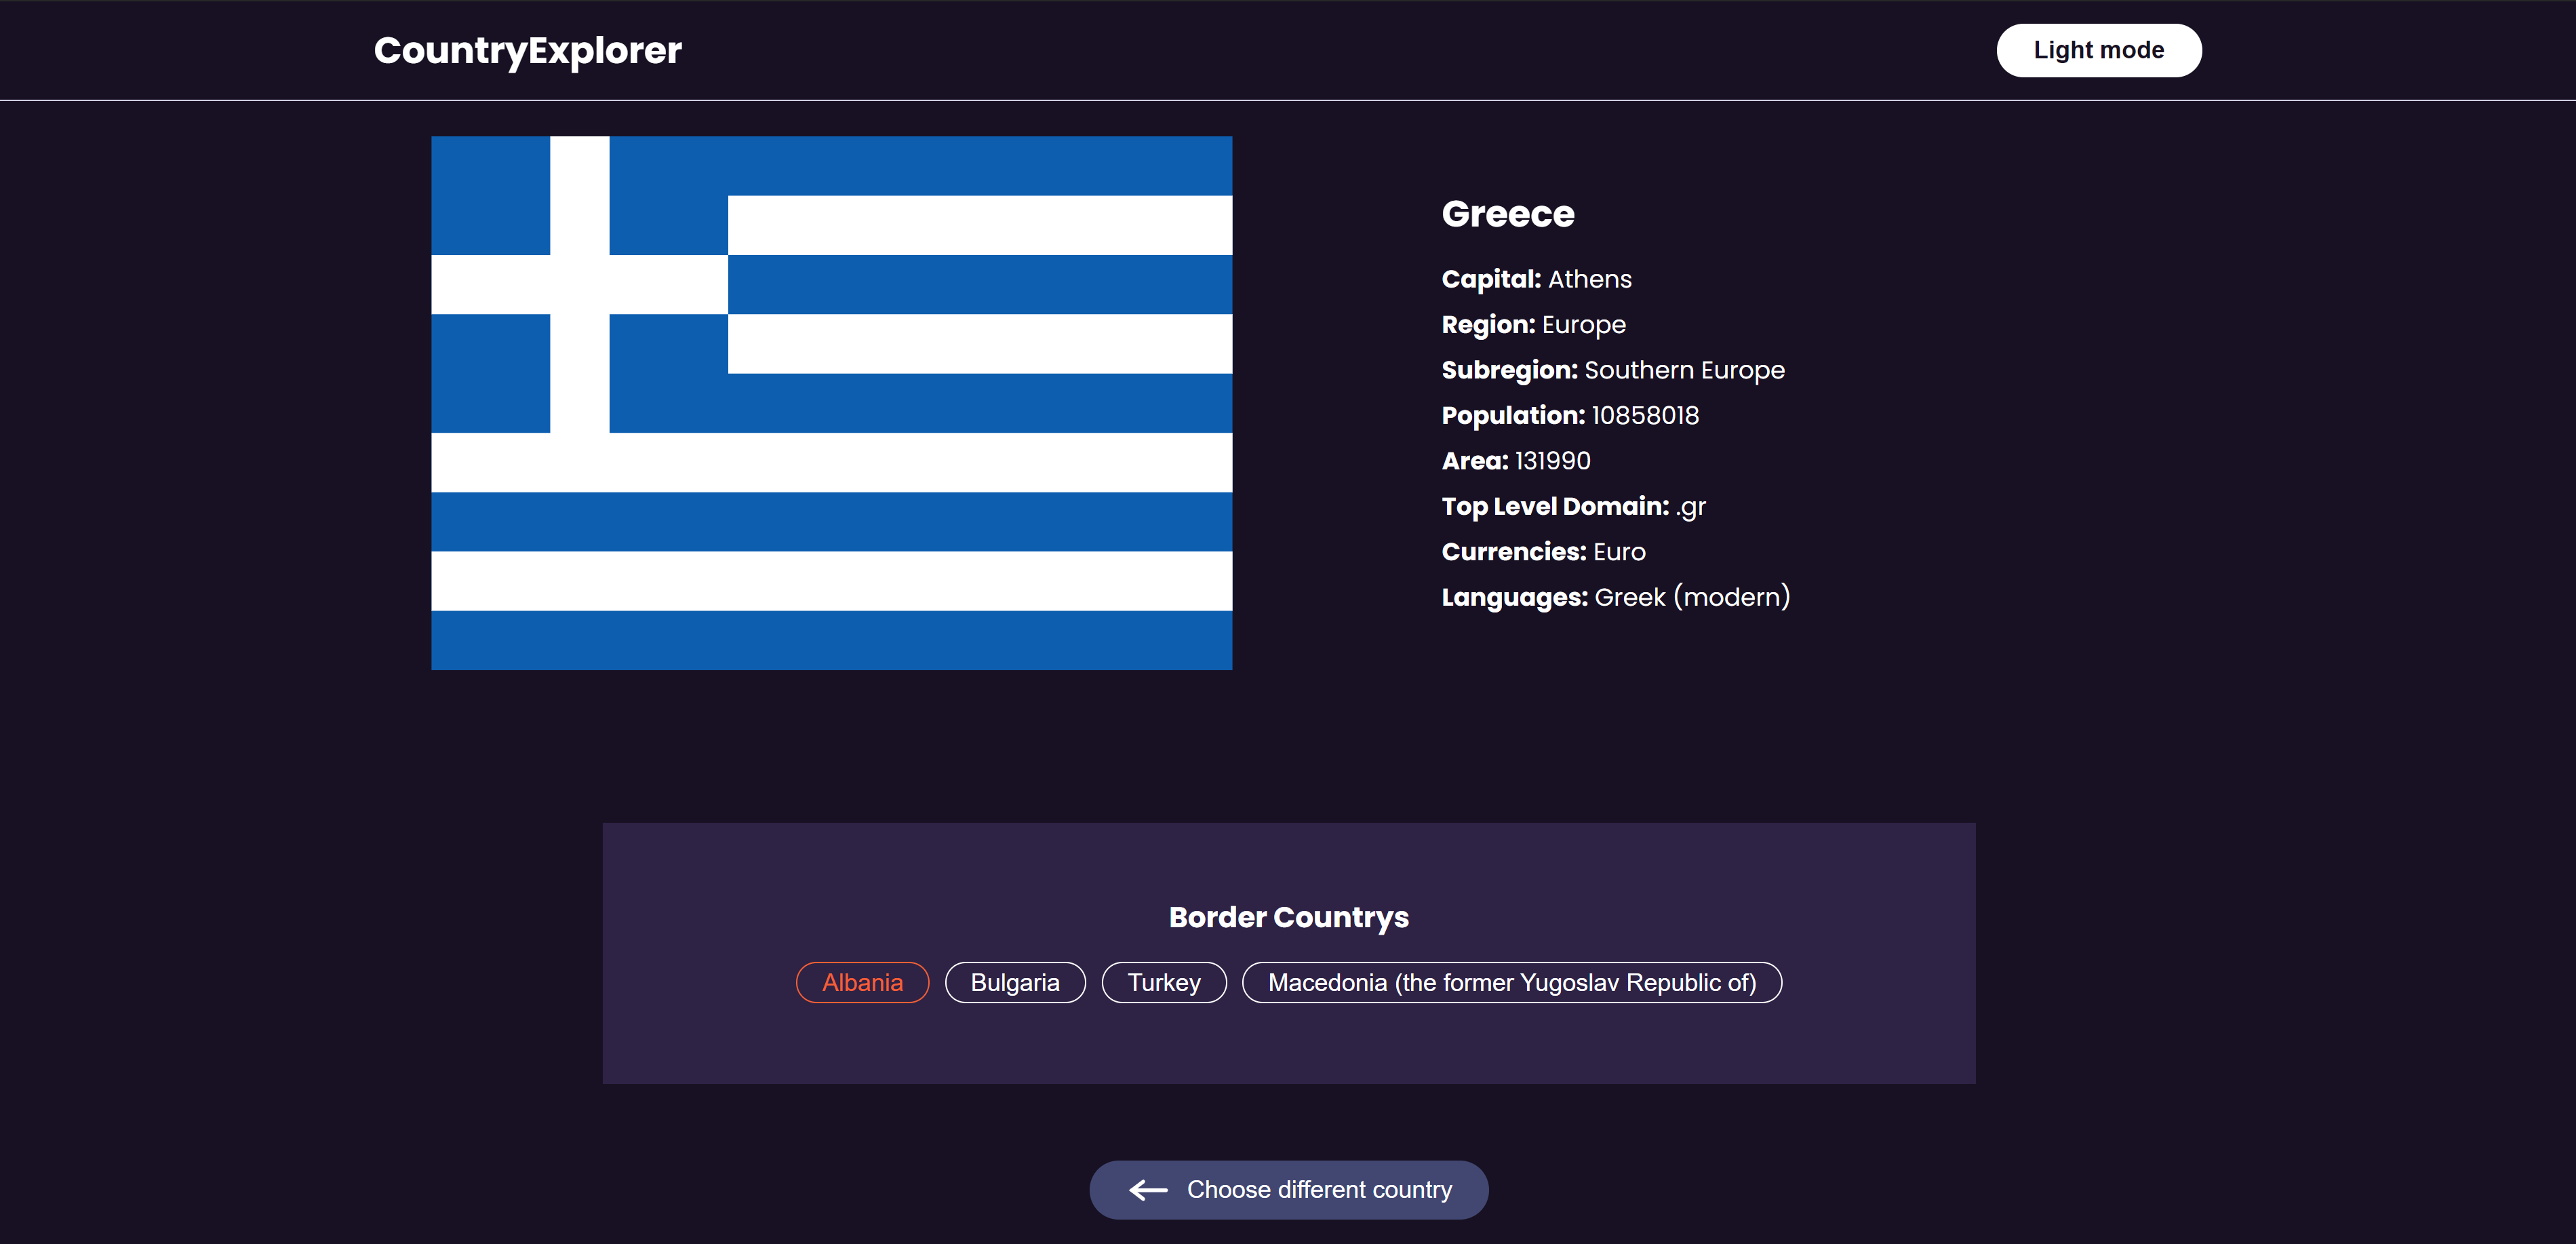 CountryExplorer
Light mode
Greece
Capital: Athens
Region: Europe
Subregion: Southern Europe
Population: 10858018
Area: 131990
Top Level Domain: .gr
Currencies: Euro
Languages: Greek (modern)
Border Countrys
Albania
Bulgaria
Turkey
Macedonia (the former Yugoslav Republic of)
Choose different country